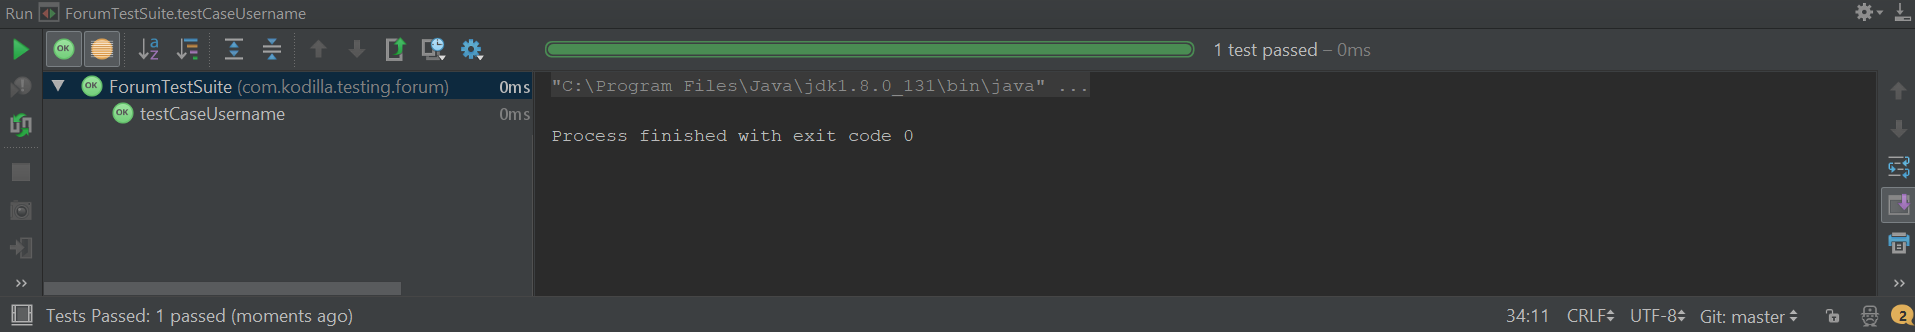 Run ForumTestSuite.testCaseUsername
1 test passed – 0ms
OK ForumTestSuite (com.kodilla.testing.forum) 0ms
OK testCaseUsername 0ms
"C:\Program Files\Java\jdk1.8.0_131\bin\java" ...
Process finished with exit code 0
Tests Passed: 1 passed (moments ago)
34:11 CRLF UTF-8 Git: master 2